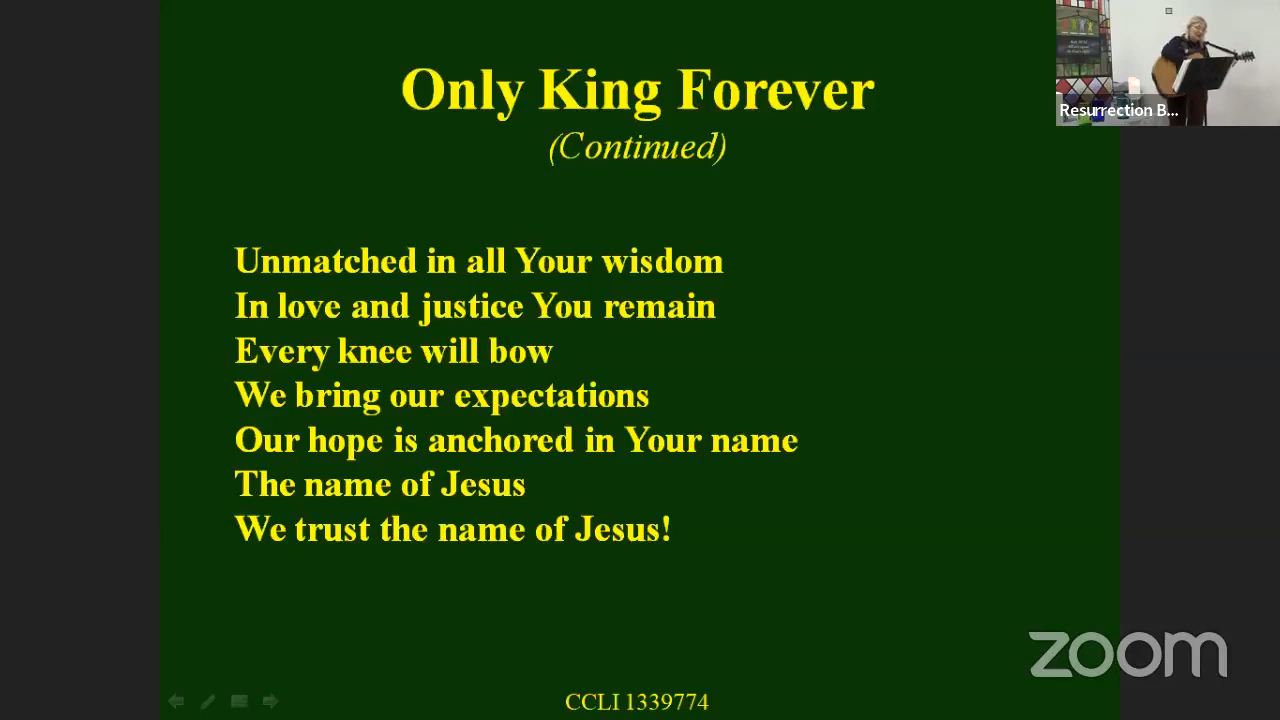 Only King Forever
(Continued)
Unmatched in all Your wisdom
In love and justice You remain
Every knee will bow
We bring our expectations
Our hope is anchored in Your name
The name of Jesus
We trust the name of Jesus!
CCLI 1339774
Resurrection B...
zoom